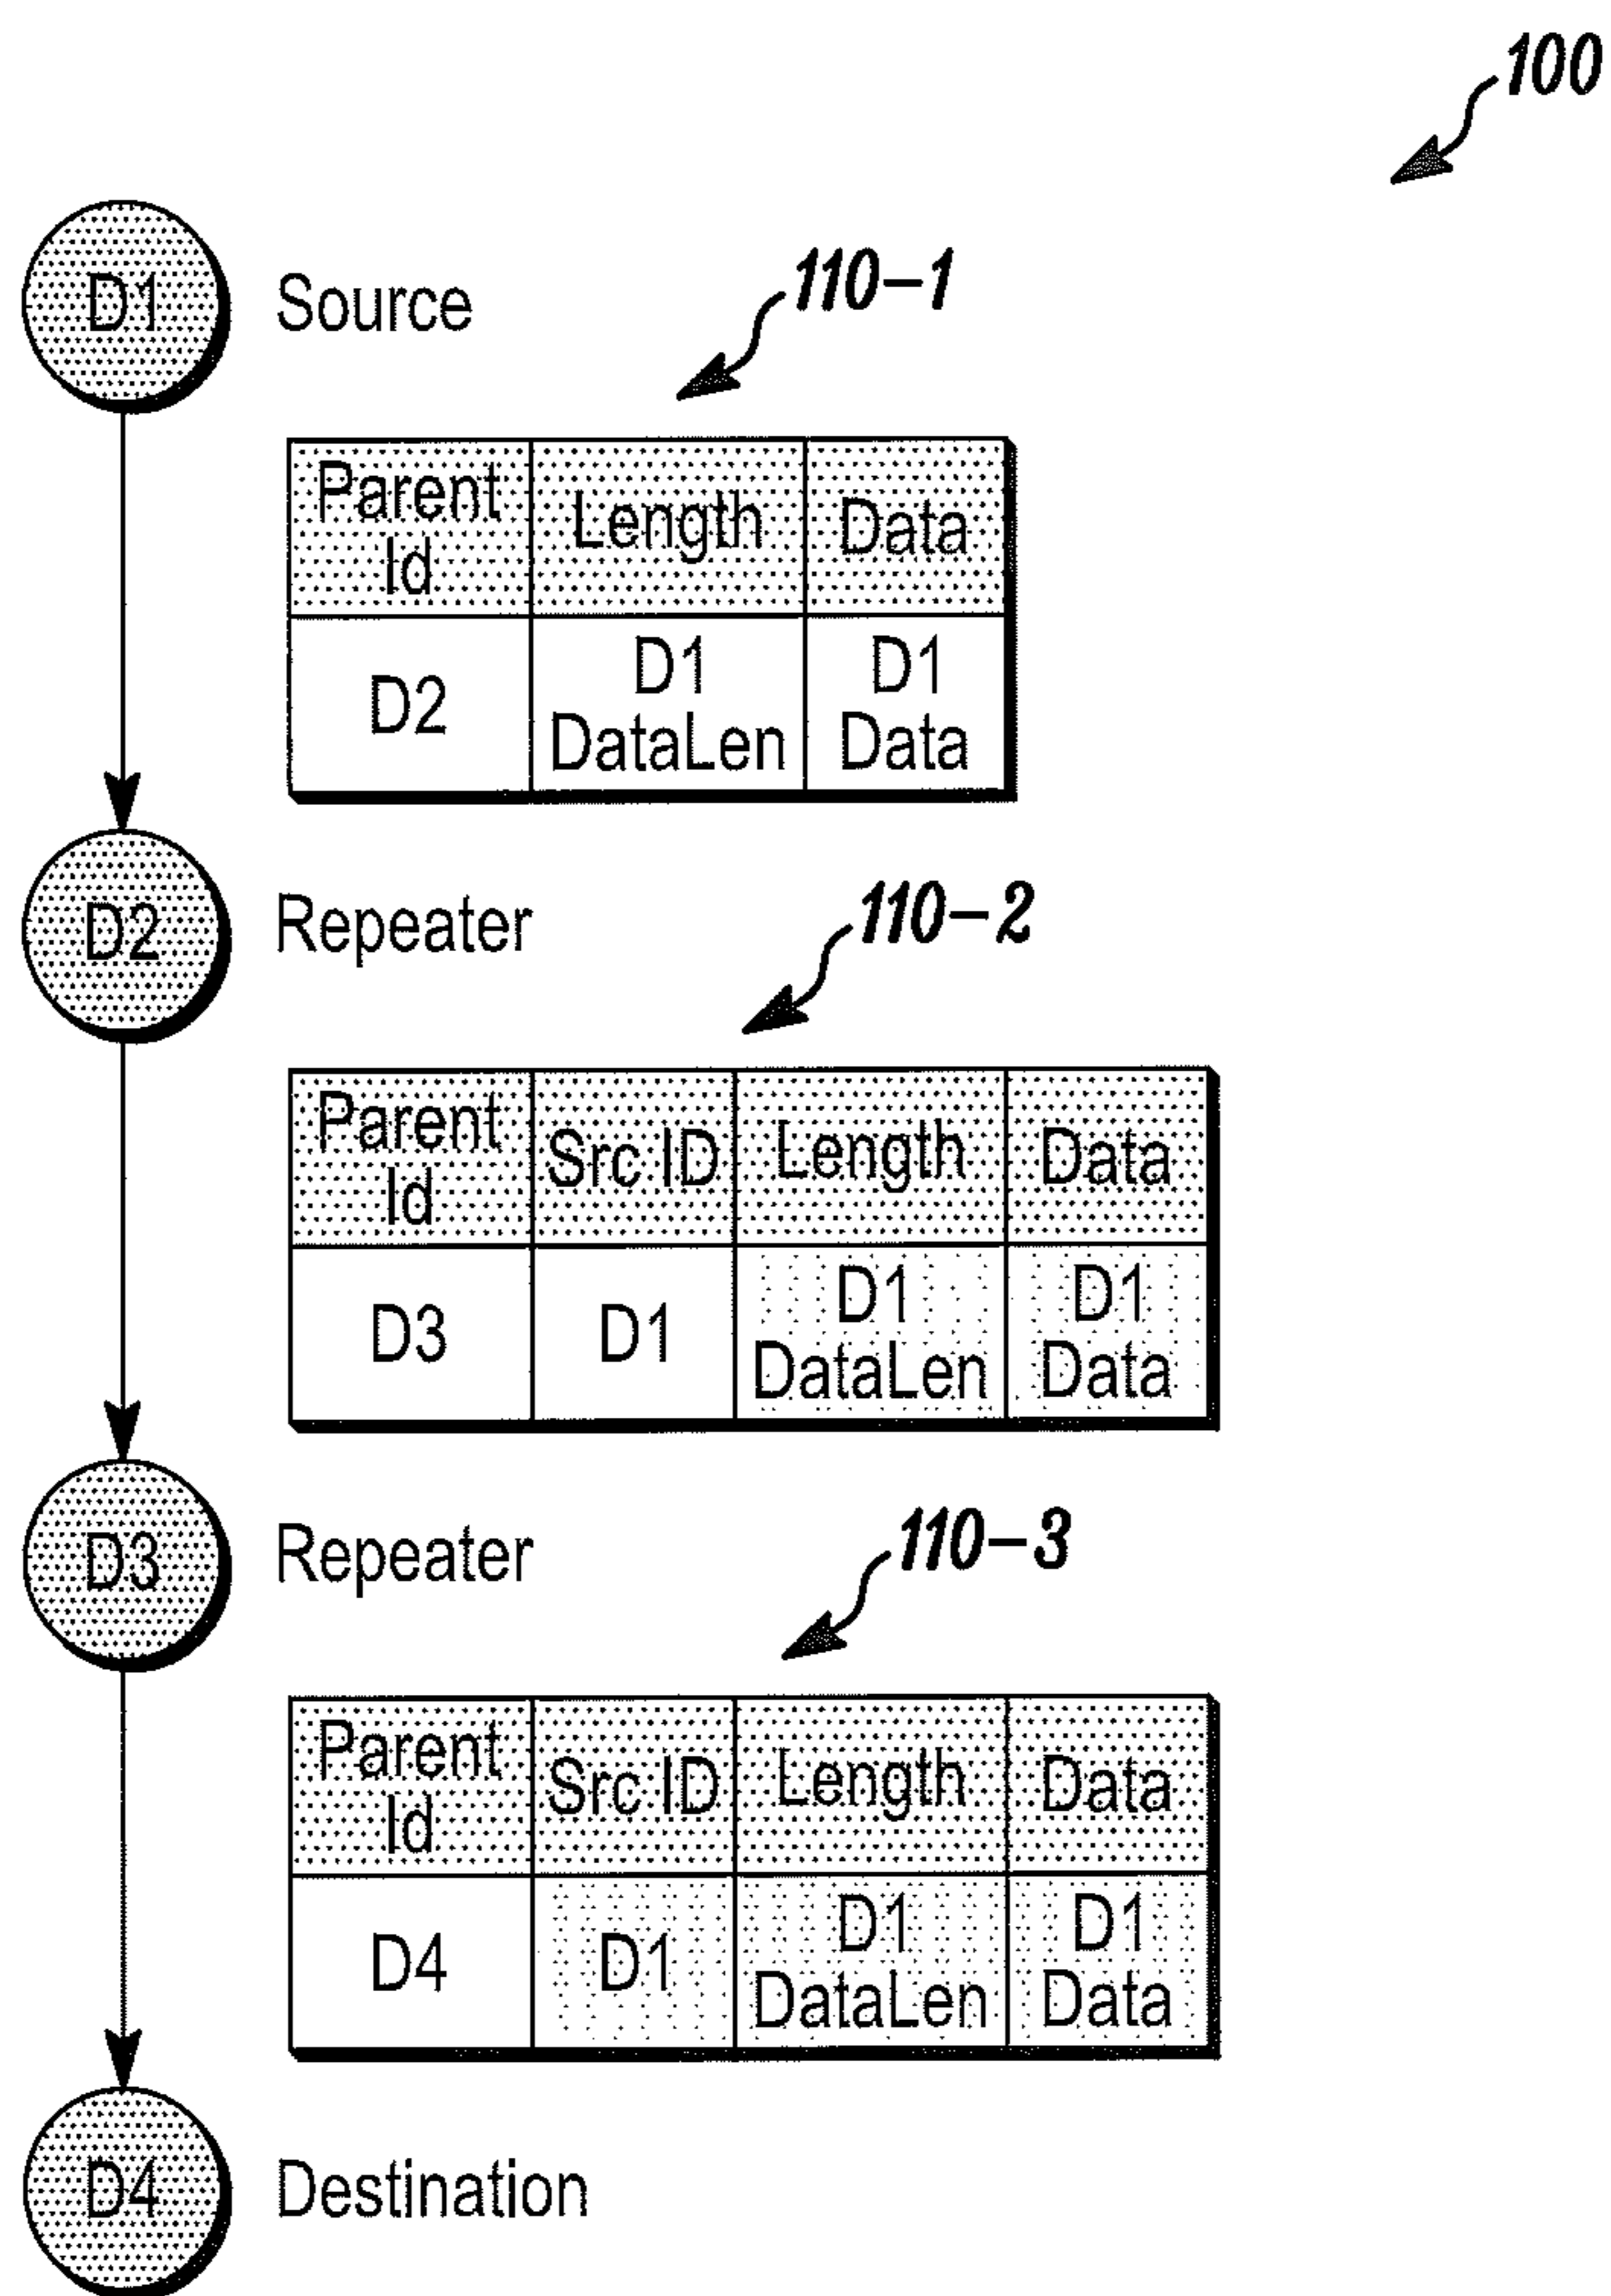 100
D1
Source
110-1
Parent Id
Length
Data
D2
D1 DataLen
D1 Data
D2
Repeater
110-2
Parent Id
Src ID
Length
Data
D3
D1
D1 DataLen
D1 Data
D3
Repeater
110-3
Parent Id
Src ID
Length
Data
D4
D1
D1 DataLen
D1 Data
D4
Destination